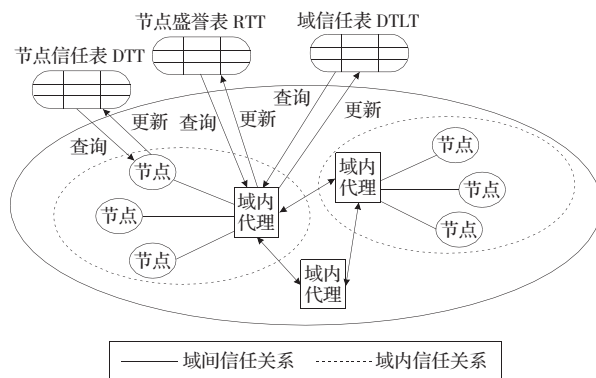 节点盛誉表 RTT
域信任表 DTLT
节点信任表 DTT
查询
更新
查询
更新
查询
更新
节点
节点
节点
域内
代理
域内
代理
节点
节点
节点
域内
代理
域间信任关系
域内信任关系